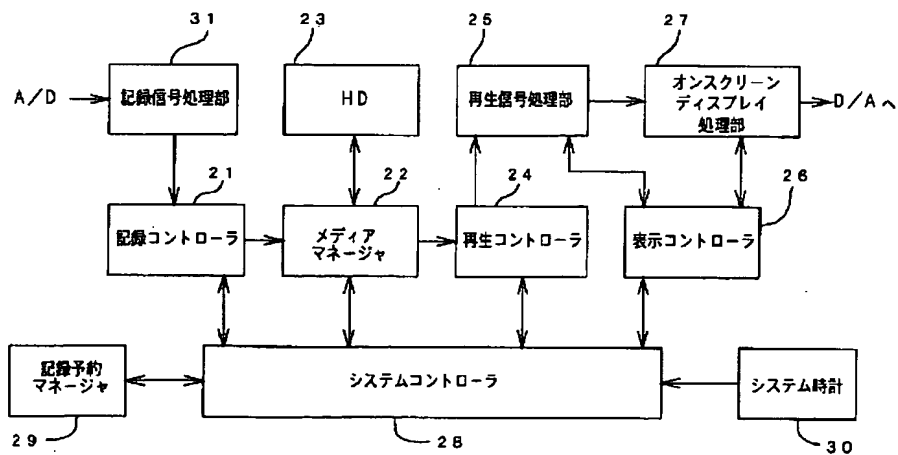 31
23
25
27
A/D
記録信号処理部
HD
再生信号処理部
オンスクリーン
ディスプレイ
処理部
D/Aへ
21
22
24
26
記録コントローラ
メディア
マネージャ
再生コントローラ
表示コントローラ
記録予約
マネージャ
システムコントローラ
システム時計
29
28
30